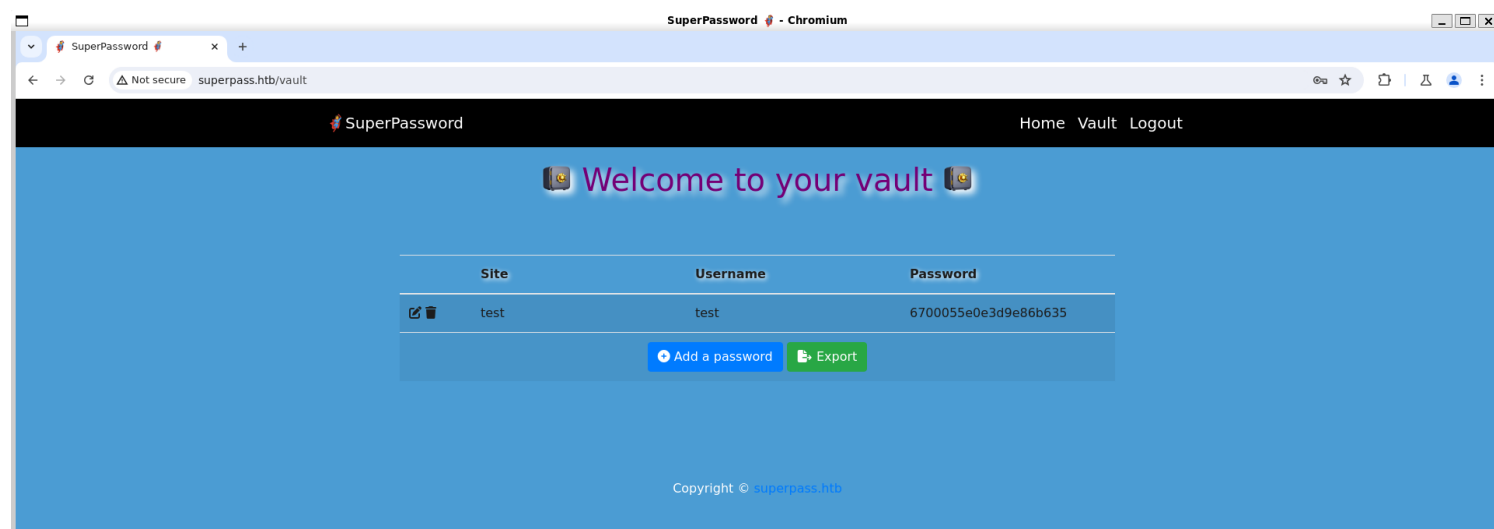 SuperPassword 🦸 - Chromium
SuperPassword 🦸
Not secure superpass.htb/vault
🦸SuperPassword Home Vault Logout
Welcome to your vault
Site Username Password
test test 6700055e0e3d9e86b635
Add a password Export
Copyright © superpass.htb